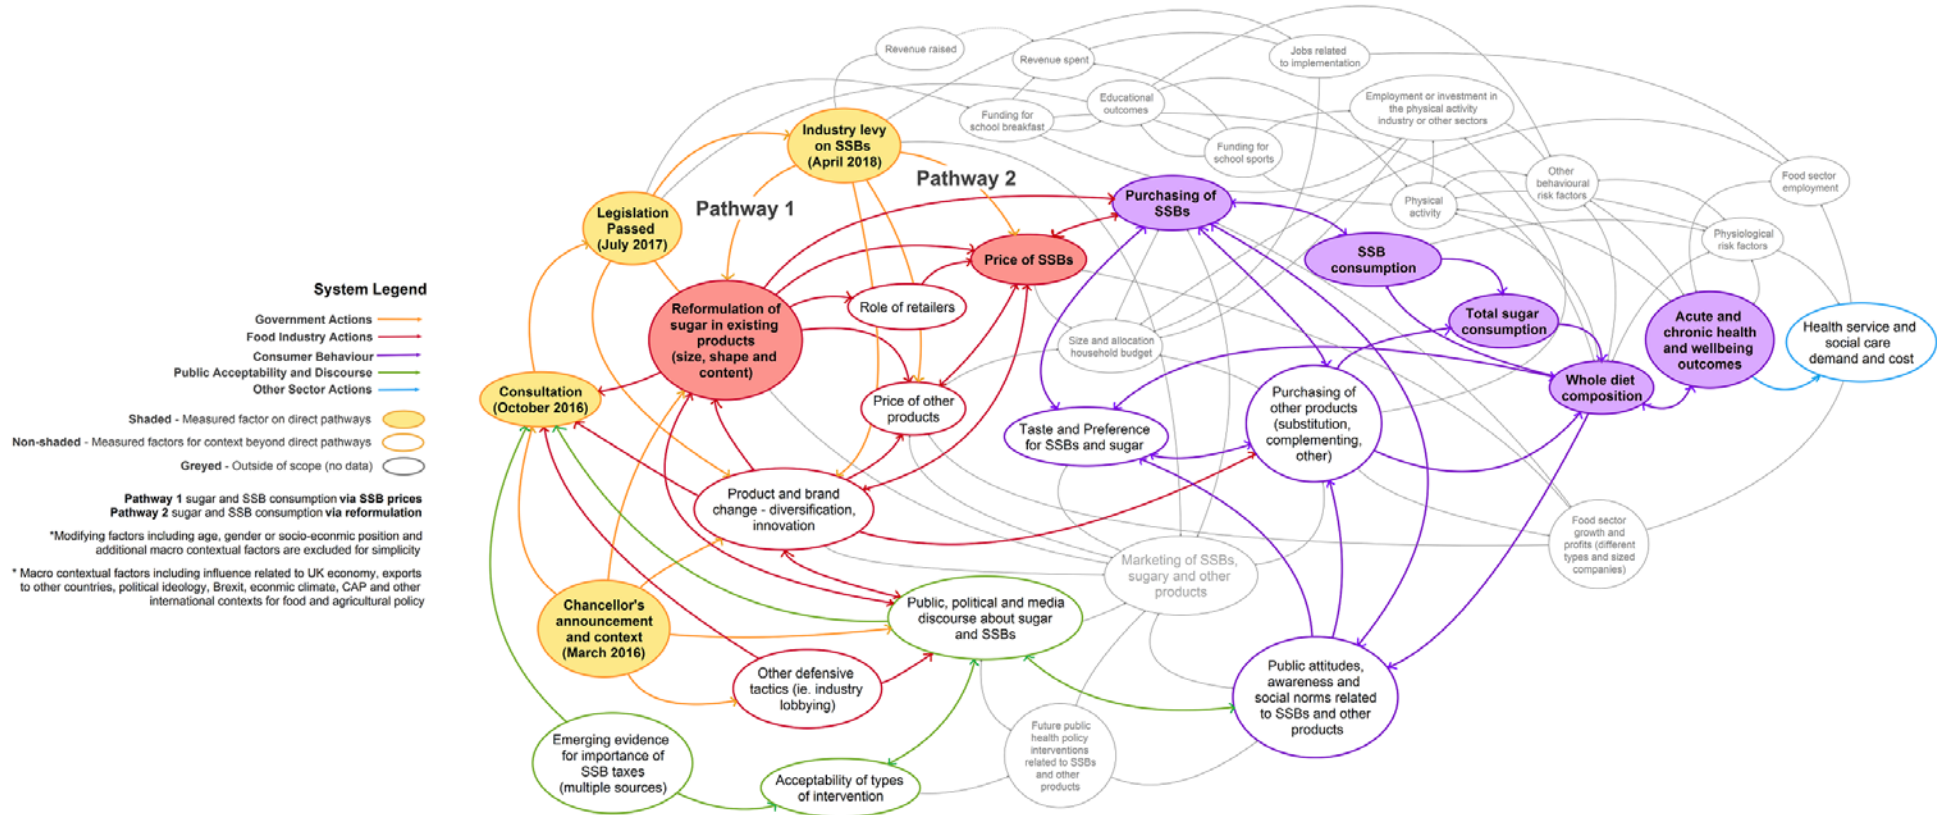 Revenue raised
Revenue spent
Jobs related
to implementation
Educational
outcomes
Employment or investment in
the physical activity
industry or other sectors
Funding for
school breakfast
Industry levy
on SSBs
(April 2018)
Funding for
school sports
Pathway 2
Other
behavioural
risk factors
Food sector
employment
Purchasing of
SSBs
Physical
activity
Pathway 1
Legislation
Passed
(July 2017)
Physiological
risk factors
Price of SSBs
SSB
consumption
System Legend
Government Actions
Food Industry Actions
Consumer Behaviour
Public Acceptability and Discourse
Other Sector Actions
Shaded - Measured factor on direct pathways
Non-shaded - Measured factors for context beyond direct pathways
Greyed - Outside of scope (no data)
Pathway 1 sugar and SSB consumption via SSB prices
Pathway 2 sugar and SSB consumption via reformulation
*Modifying factors including age, gender or socio-econmic position and
additional macro contextual factors are excluded for simplicity
* Macro contextual factors including influence related to UK economy, exports
to other countries, political ideology, Brexit, econmic climate, CAP and other
international contexts for food and agricultural policy
Reformulation of
sugar in existing
products
(size, shape and
content)
Role of retailers
Total sugar
consumption
Acute and
chronic health
and wellbeing
outcomes
Health service and
social care
demand and cost
Size and allocation
household budget
Consultation
(October 2016)
Price of other
products
Whole diet
composition
Purchasing of
other products
(substitution,
complementing,
other)
Taste and Preference
for SSBs and sugar
Product and brand
change - diversification,
innovation
Food sector
growth and
profits (different
types and sized
companies)
Marketing of SSBs,
sugary and other
products
Chancellor's
announcement
and context
(March 2016)
Public, political and media
discourse about sugar
and SSBs
Other defensive
tactics (ie. industry
lobbying)
Public attitudes,
awareness and
social norms related
to SSBs and other
products
Emerging evidence
for importance of
SSB taxes
(multiple sources)
Acceptability of types
of intervention
Future public
health policy
interventions
related to SSBs
and other
products